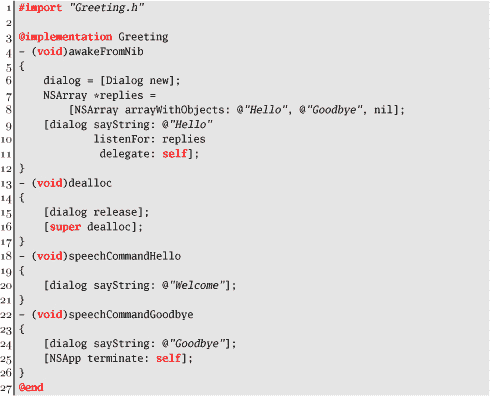 1 #import "Greeting.h"
2
3 @implementation Greeting
4 - (void)awakeFromNib
5 {
6     dialog = [Dialog new];
7     NSArray *replies =
8         [NSArray arrayWithObjects: @"Hello", @"Goodbye", nil];
9     [dialog sayString: @"Hello"
10            listenFor: replies
11             delegate: self];
12 }
13 - (void)dealloc
14 {
15     [dialog release];
16     [super dealloc];
17 }
18 - (void)speechCommandHello
19 {
20     [dialog sayString: @"Welcome"];
21 }
22 - (void)speechCommandGoodbye
23 {
24     [dialog sayString: @"Goodbye"];
25     [NSApp terminate: self];
26 }
27 @end